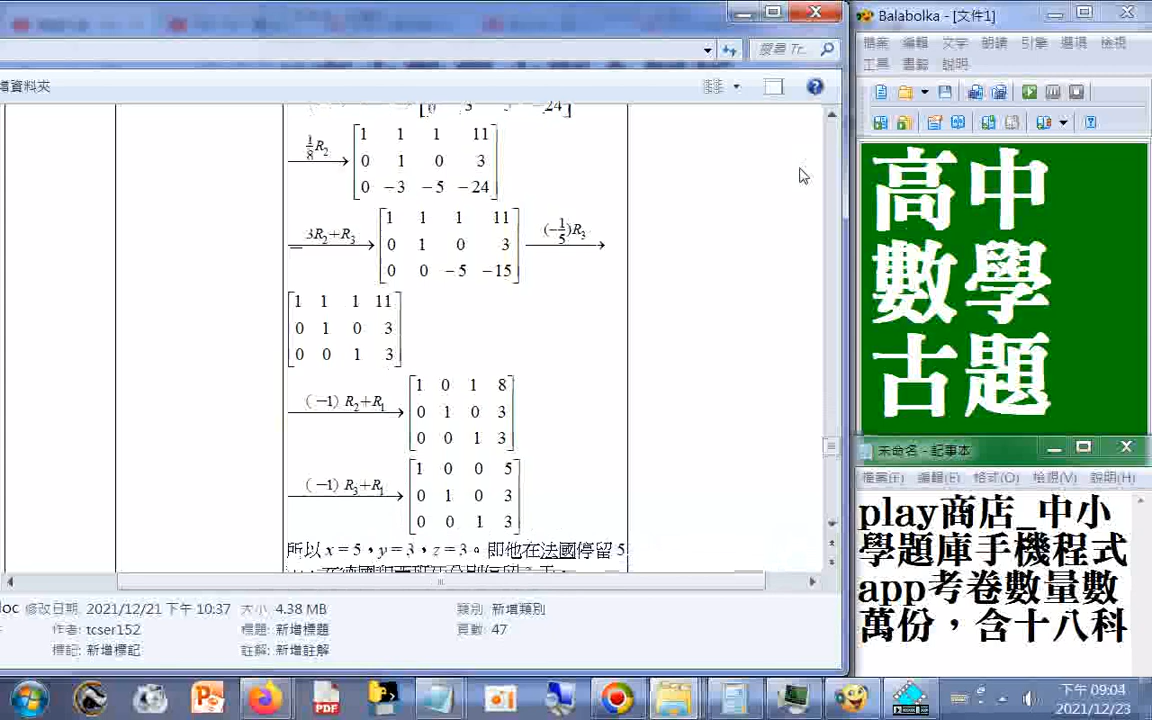 搜尋 Tr...
增資料夾
[0 3 5 -24]
1/8 R2
1 1 1 11
0 1 0 3
0 -3 -5 -24
3R2+R3
1 1 1 11
0 1 0 3
0 0 -5 -15
(-1/5)R3
1 1 1 11
0 1 0 3
0 0 1 3
(-1) R2+R1
1 0 1 8
0 1 0 3
0 0 1 3
(-1) R3+R1
1 0 0 5
0 1 0 3
0 0 1 3
所以 x = 5,y = 3,z = 3。即他在法國停留 5
doc 修改日期: 2021/12/21 下午 10:37 大小: 4.38 MB 類別: 新增類別
作者: tcser152 標題: 新增標題 頁數: 47
標記: 新增標記 註解: 新增註解
Balabolka - [文件1]
檔案 編輯 文字 朗讀 引擎 選項 檢視
工具 書籤 說明
高中
數學
古題
未命名 - 記事本
檔案(F) 編輯(E) 格式(O) 檢視(V) 說明(H)
play商店_中小
學題庫手機程式
app考卷數量數
萬份,含十八科
PDF
下午 09:04
2021/12/23